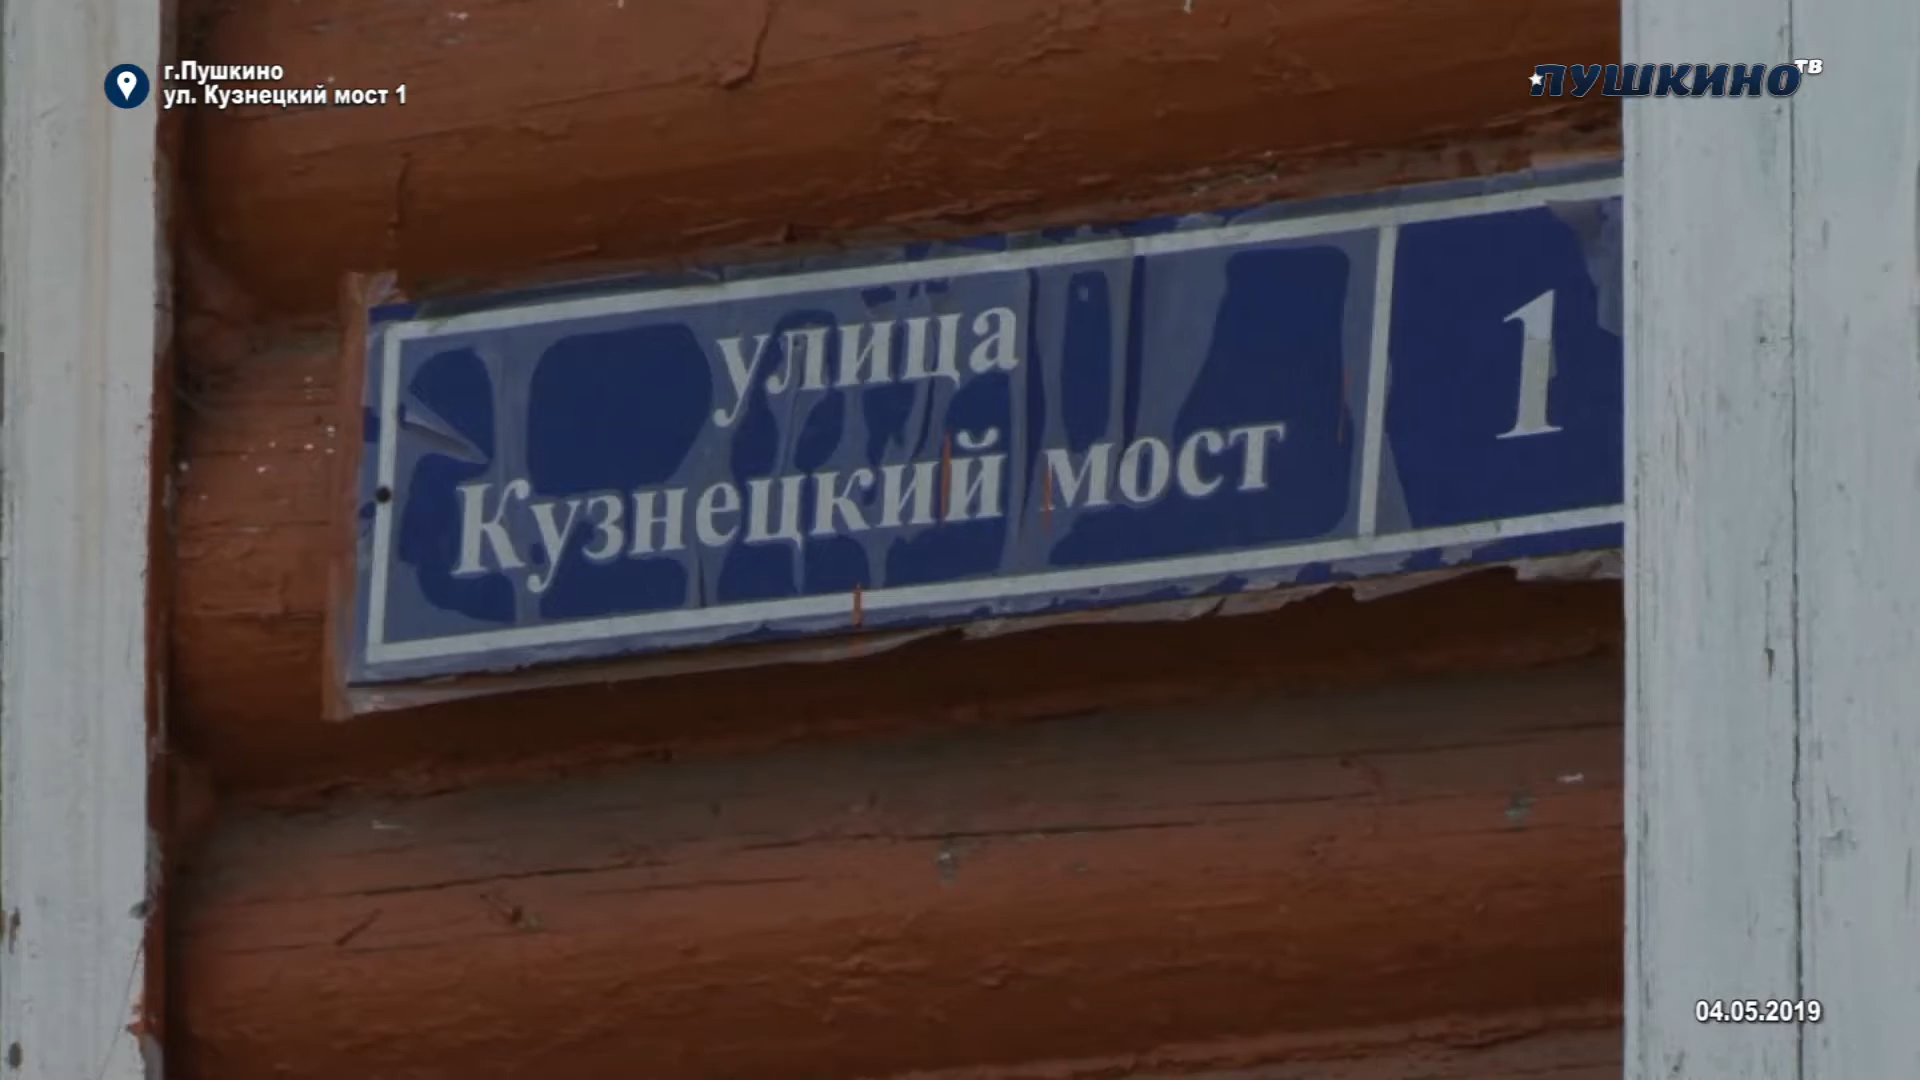 г.Пушкино
ул. Кузнецкий мост 1
ПУШКИНО ТВ
улица
Кузнецкий мост
1
04.05.2019